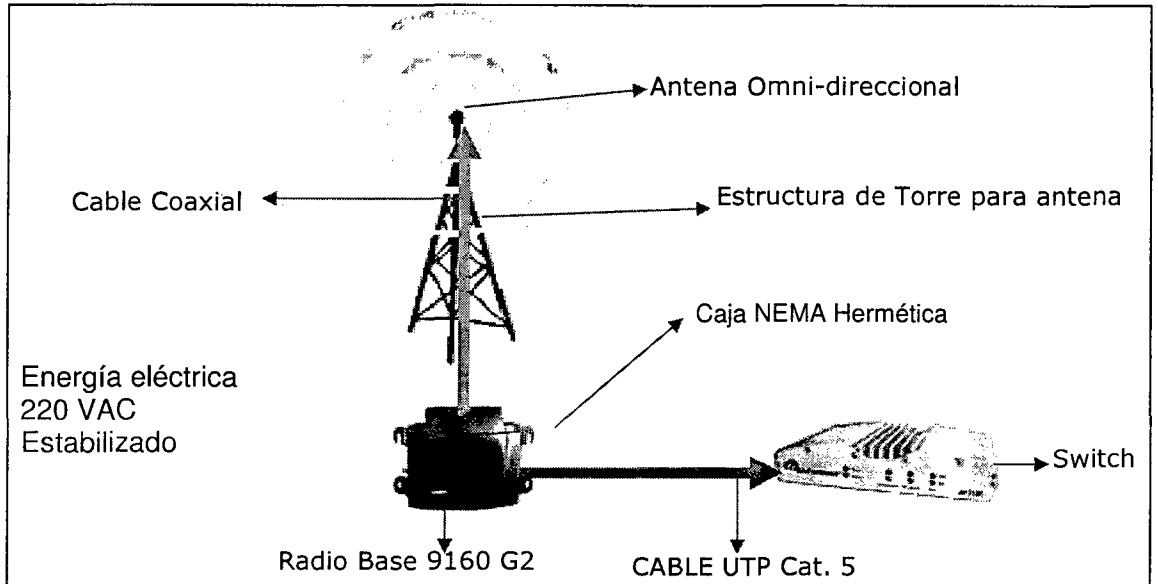 Antena Omni-direccional
Cable Coaxial
Estructura de Torre para antena
Caja NEMA Hermética
Energía eléctrica
220 VAC
Estabilizado
Switch
Radio Base 9160 G2
CABLE UTP Cat. 5